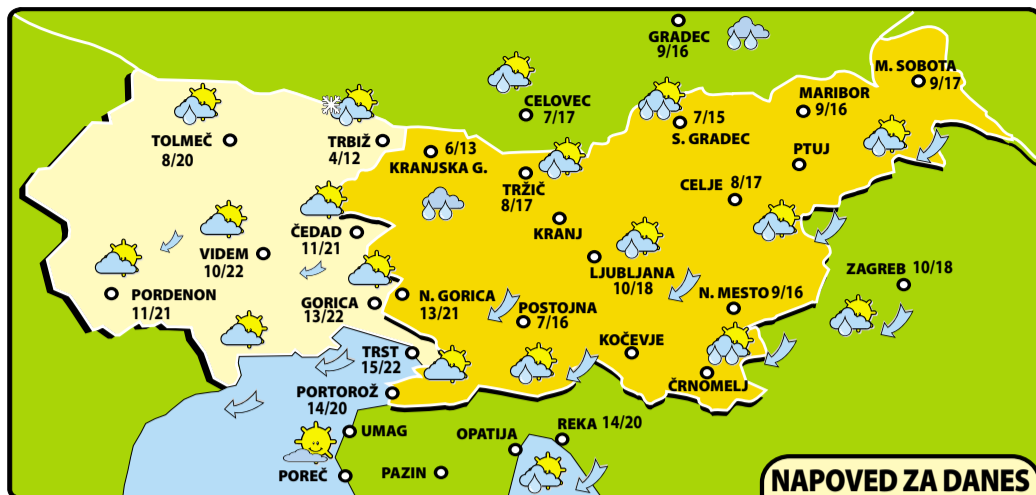 GRADEC
9/16
M. SOBOTA
9/17
MARIBOR
9/16
CELOVEC
7/17
7/15
S. GRADEC
TOLMEČ
8/20
TRBIŽ
4/12
6/13
KRANJSKA G.
TRŽIČ
8/17
PTUJ
CELJE 8/17
KRANJ
ČEDAD
11/21
VIDEM
10/22
LJUBLJANA
10/18
ZAGREB 10/18
PORDENON
11/21
GORICA
13/22
N. GORICA
13/21
POSTOJNA
7/16
N. MESTO 9/16
TRST
15/22
KOČEVJE
ČRNOMELJ
PORTOROŽ
14/20
UMAG
OPATIJA
REKA 14/20
POREČ
PAZIN
NAPOVED ZA DANES